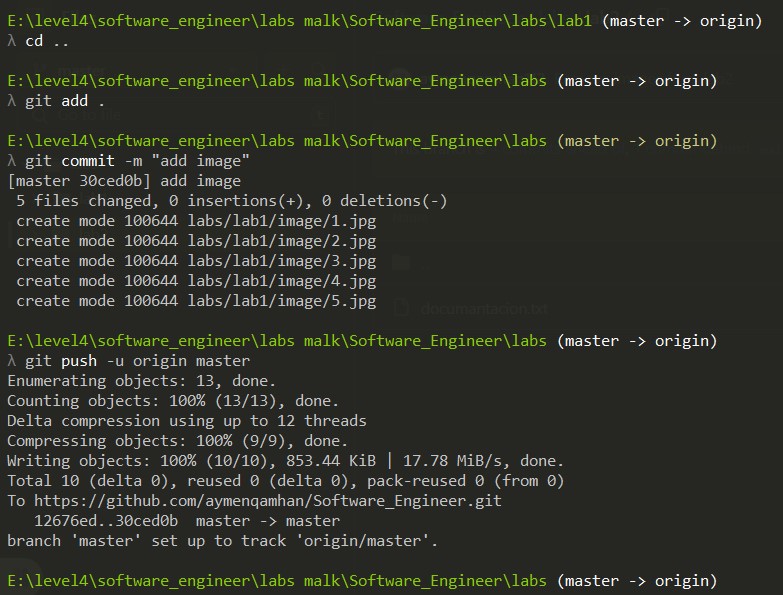 E:\level4\software_engineer\labs malk\Software_Engineer\labs\lab1 (master -> origin)
λ cd ..
E:\level4\software_engineer\labs malk\Software_Engineer\labs (master -> origin)
λ git add .
E:\level4\software_engineer\labs malk\Software_Engineer\labs (master -> origin)
λ git commit -m "add image"
[master 30ced0b] add image
 5 files changed, 0 insertions(+), 0 deletions(-)
 create mode 100644 labs/lab1/image/1.jpg
 create mode 100644 labs/lab1/image/2.jpg
 create mode 100644 labs/lab1/image/3.jpg
 create mode 100644 labs/lab1/image/4.jpg
 create mode 100644 labs/lab1/image/5.jpg
E:\level4\software_engineer\labs malk\Software_Engineer\labs (master -> origin)
λ git push -u origin master
Enumerating objects: 13, done.
Counting objects: 100% (13/13), done.
Delta compression using up to 12 threads
Compressing objects: 100% (9/9), done.
Writing objects: 100% (10/10), 853.44 KiB | 17.78 MiB/s, done.
Total 10 (delta 0), reused 0 (delta 0), pack-reused 0 (from 0)
To https://github.com/aymenqamhan/Software_Engineer.git
   12676ed..30ced0b  master -> master
branch 'master' set up to track 'origin/master'.
E:\level4\software_engineer\labs malk\Software_Engineer\labs (master -> origin)